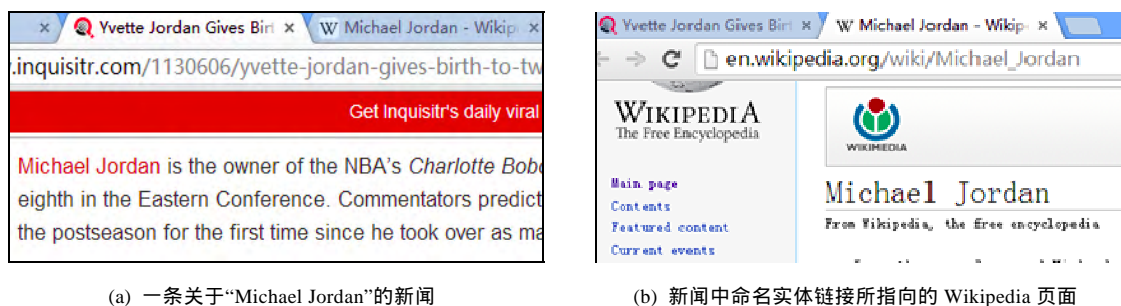 Yvette Jordan Gives Birt
Michael Jordan - Wikip
.inquisitr.com/1130606/yvette-jordan-gives-birth-to-tw
Get Inquisitr's daily viral
Michael Jordan is the owner of the NBA's Charlotte Bobc
eighth in the Eastern Conference. Commentators predict
the postseason for the first time since he took over as ma
(a) 一条关于“Michael Jordan”的新闻
Yvette Jordan Gives Birt
Michael Jordan - Wikip
en.wikipedia.org/wiki/Michael_Jordan
WIKIPEDIA
The Free Encyclopedia
WIKIMEDIA
Main page
Contents
Featured content
Current events
Michael Jordan
From Wikipedia, the free encyclopedia
(b) 新闻中命名实体链接所指向的 Wikipedia 页面